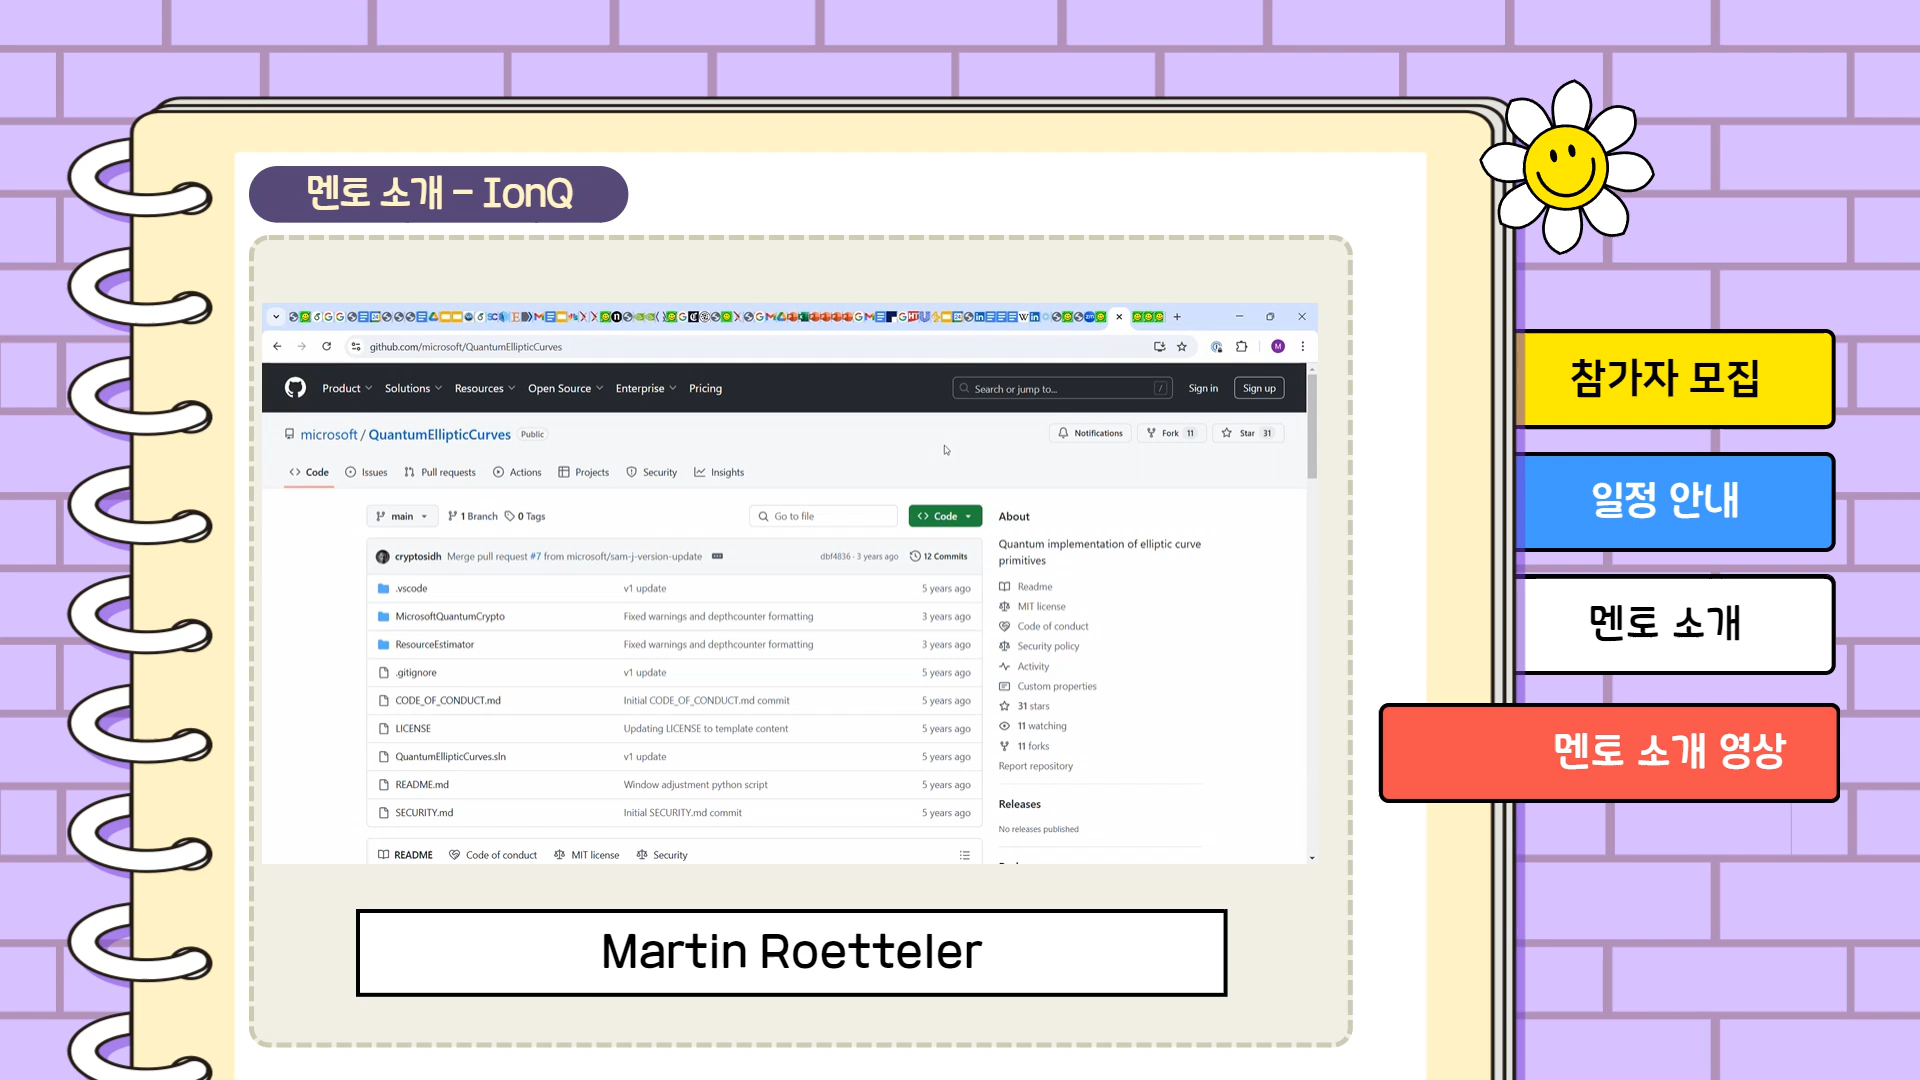 멘토 소개 – IonQ
github.com/microsoft/QuantumEllipticCurves
Product Solutions Resources Open Source Enterprise Pricing
Search or jump to... /
Sign in
Sign up
microsoft / QuantumEllipticCurves Public
Notifications
Fork 11
Star 31
Code Issues Pull requests Actions Projects Security Insights
main 1 Branch 0 Tags
Go to file
Code
cryptosidh Merge pull request #7 from microsoft/sam-j-version-update dbf4836 · 3 years ago 12 Commits
.vscode v1 update 5 years ago
MicrosoftQuantumCrypto Fixed warnings and depthcounter formatting 3 years ago
ResourceEstimator Fixed warnings and depthcounter formatting 3 years ago
.gitignore v1 update 5 years ago
CODE_OF_CONDUCT.md Initial CODE_OF_CONDUCT.md commit 5 years ago
LICENSE Updating LICENSE to template content 5 years ago
QuantumEllipticCurves.sln v1 update 5 years ago
README.md Window adjustment python script 5 years ago
SECURITY.md Initial SECURITY.md commit 5 years ago
README Code of conduct MIT license Security
About
Quantum implementation of elliptic curve
primitives
Readme
MIT license
Code of conduct
Security policy
Activity
Custom properties
31 stars
11 watching
11 forks
Report repository
Releases
No releases published
Martin Roetteler
참가자 모집
일정 안내
멘토 소개
멘토 소개 영상